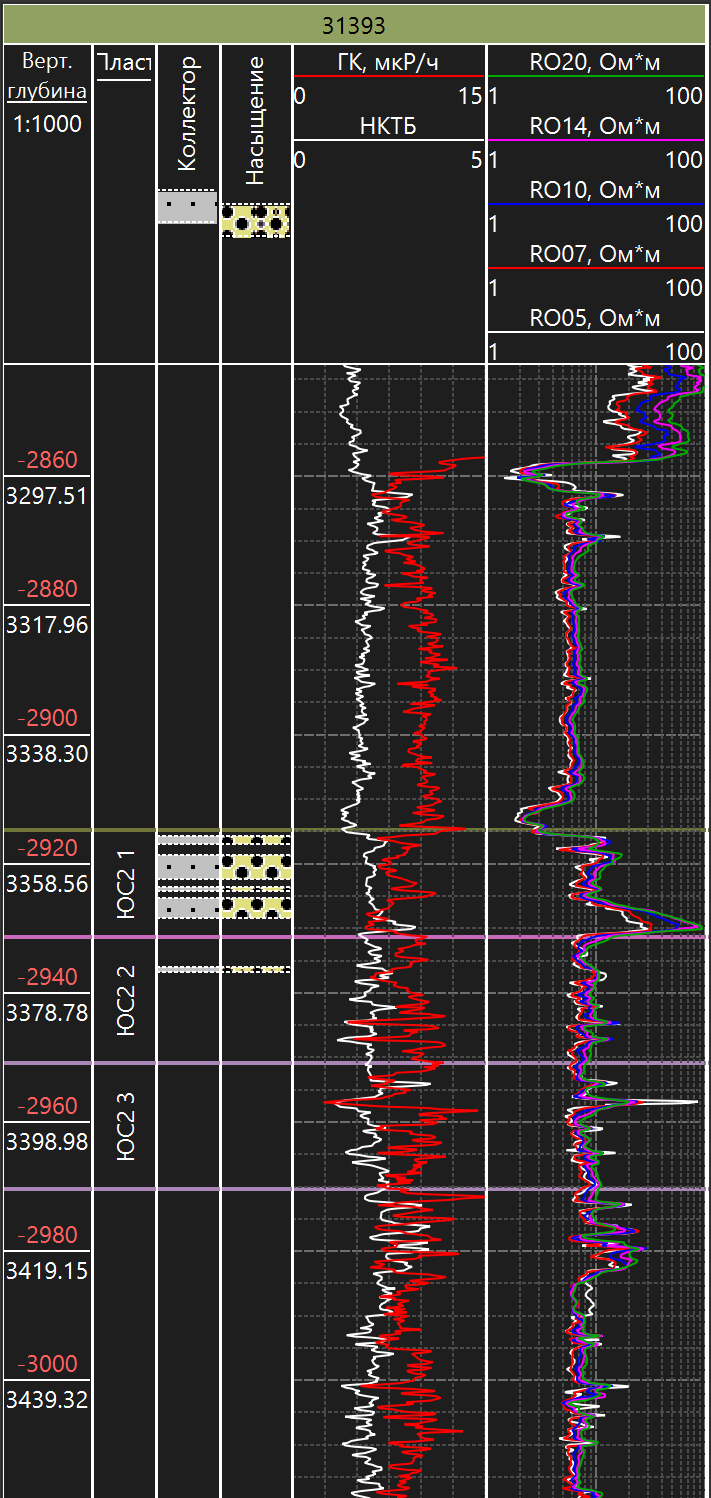 31393
Верт.
глубина
1:1000
Пласт
Коллектор
Насыщение
ГК, мкР/ч
0 15
НКТБ
0 5
RO20, Ом*м
1 100
RO14, Ом*м
1 100
RO10, Ом*м
1 100
RO07, Ом*м
1 100
RO05, Ом*м
1 100
-2860
3297.51
-2880
3317.96
-2900
3338.30
-2920
3358.56
ЮС2 1
-2940
3378.78
ЮС2 2
-2960
3398.98
ЮС2 3
-2980
3419.15
-3000
3439.32